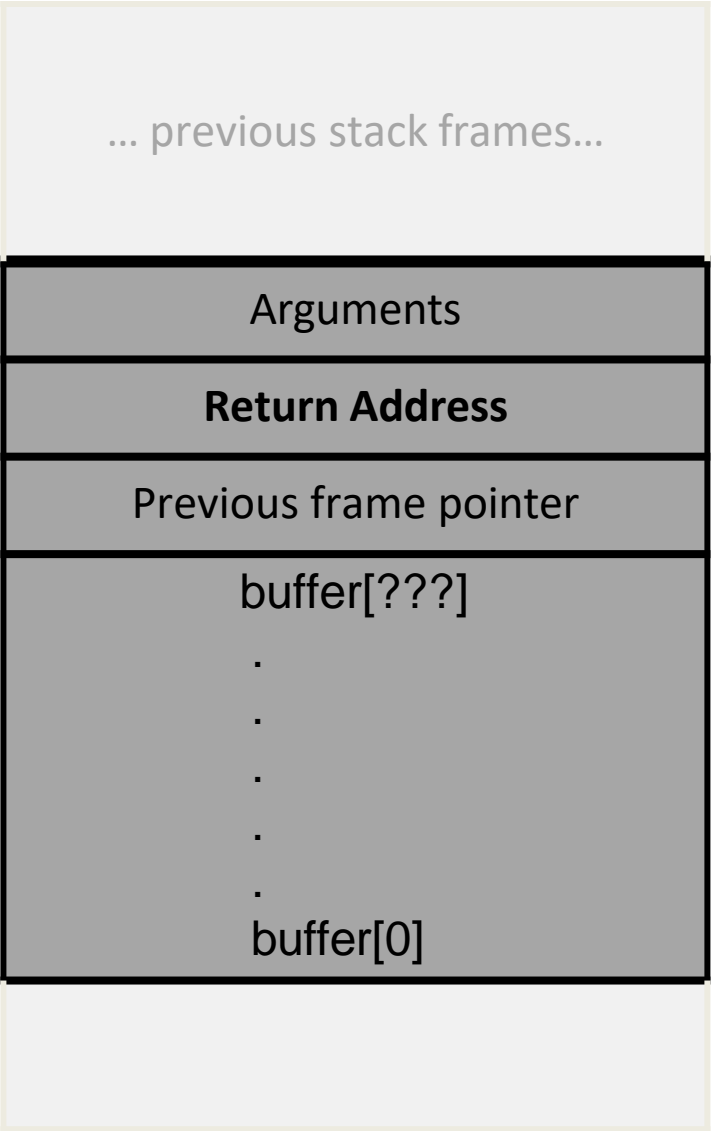 ... previous stack frames...
Arguments
Return Address
Previous frame pointer
buffer[???]
.
.
.
.
.
buffer[0]